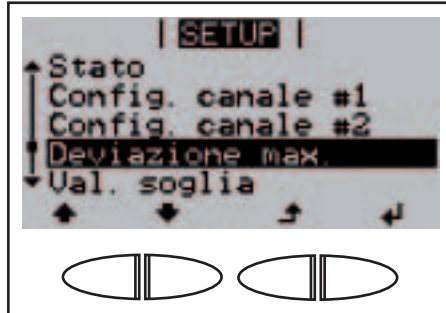 | SETUP |
Stato
Config. canale #1
Config. canale #2
Deviazione max.
Val. soglia